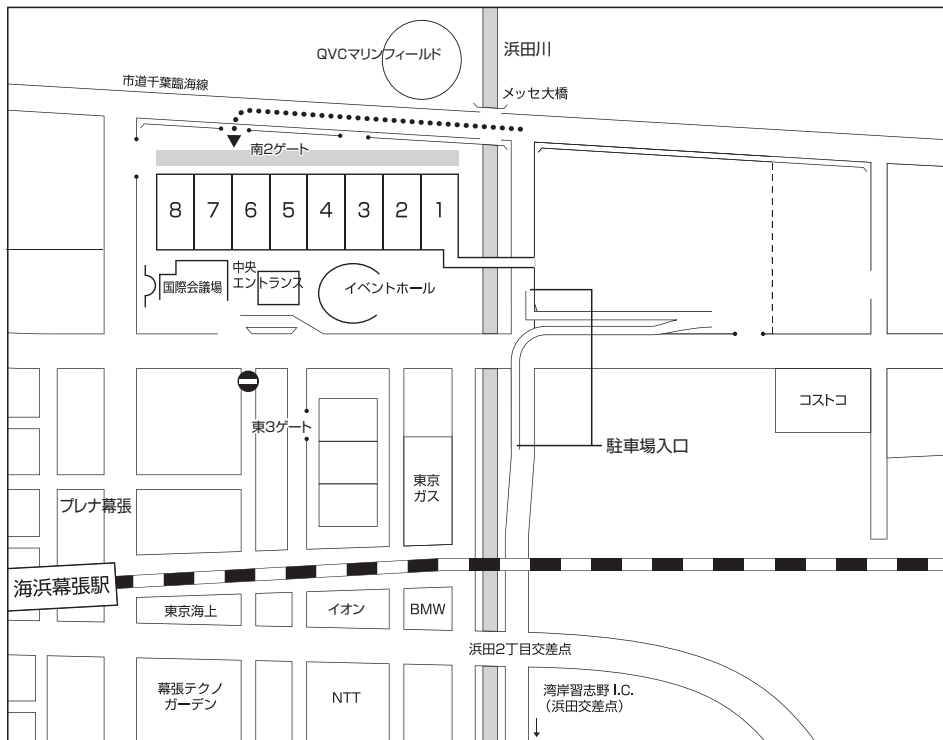 QVCマリンフィールド
浜田川
市道千葉臨海線
メッセ大橋
南2ゲート
8
7
6
5
4
3
2
1
国際会議場
中央
エントランス
イベントホール
コストコ
東3ゲート
駐車場入口
東京
ガス
プレナ幕張
海浜幕張駅
東京海上
イオン
BMW
浜田2丁目交差点
幕張テクノ
ガーデン
NTT
湾岸習志野 I.C.
(浜田交差点)